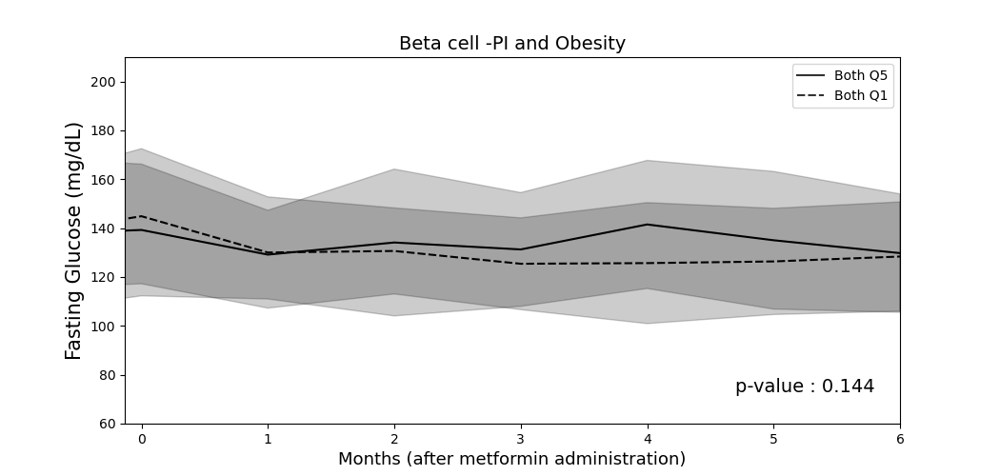 Beta cell -PI and Obesity
Both Q5
Both Q1
Fasting Glucose (mg/dL)
200
180
160
140
120
100
80
60
p-value : 0.144
0 1 2 3 4 5 6
Months (after metformin administration)